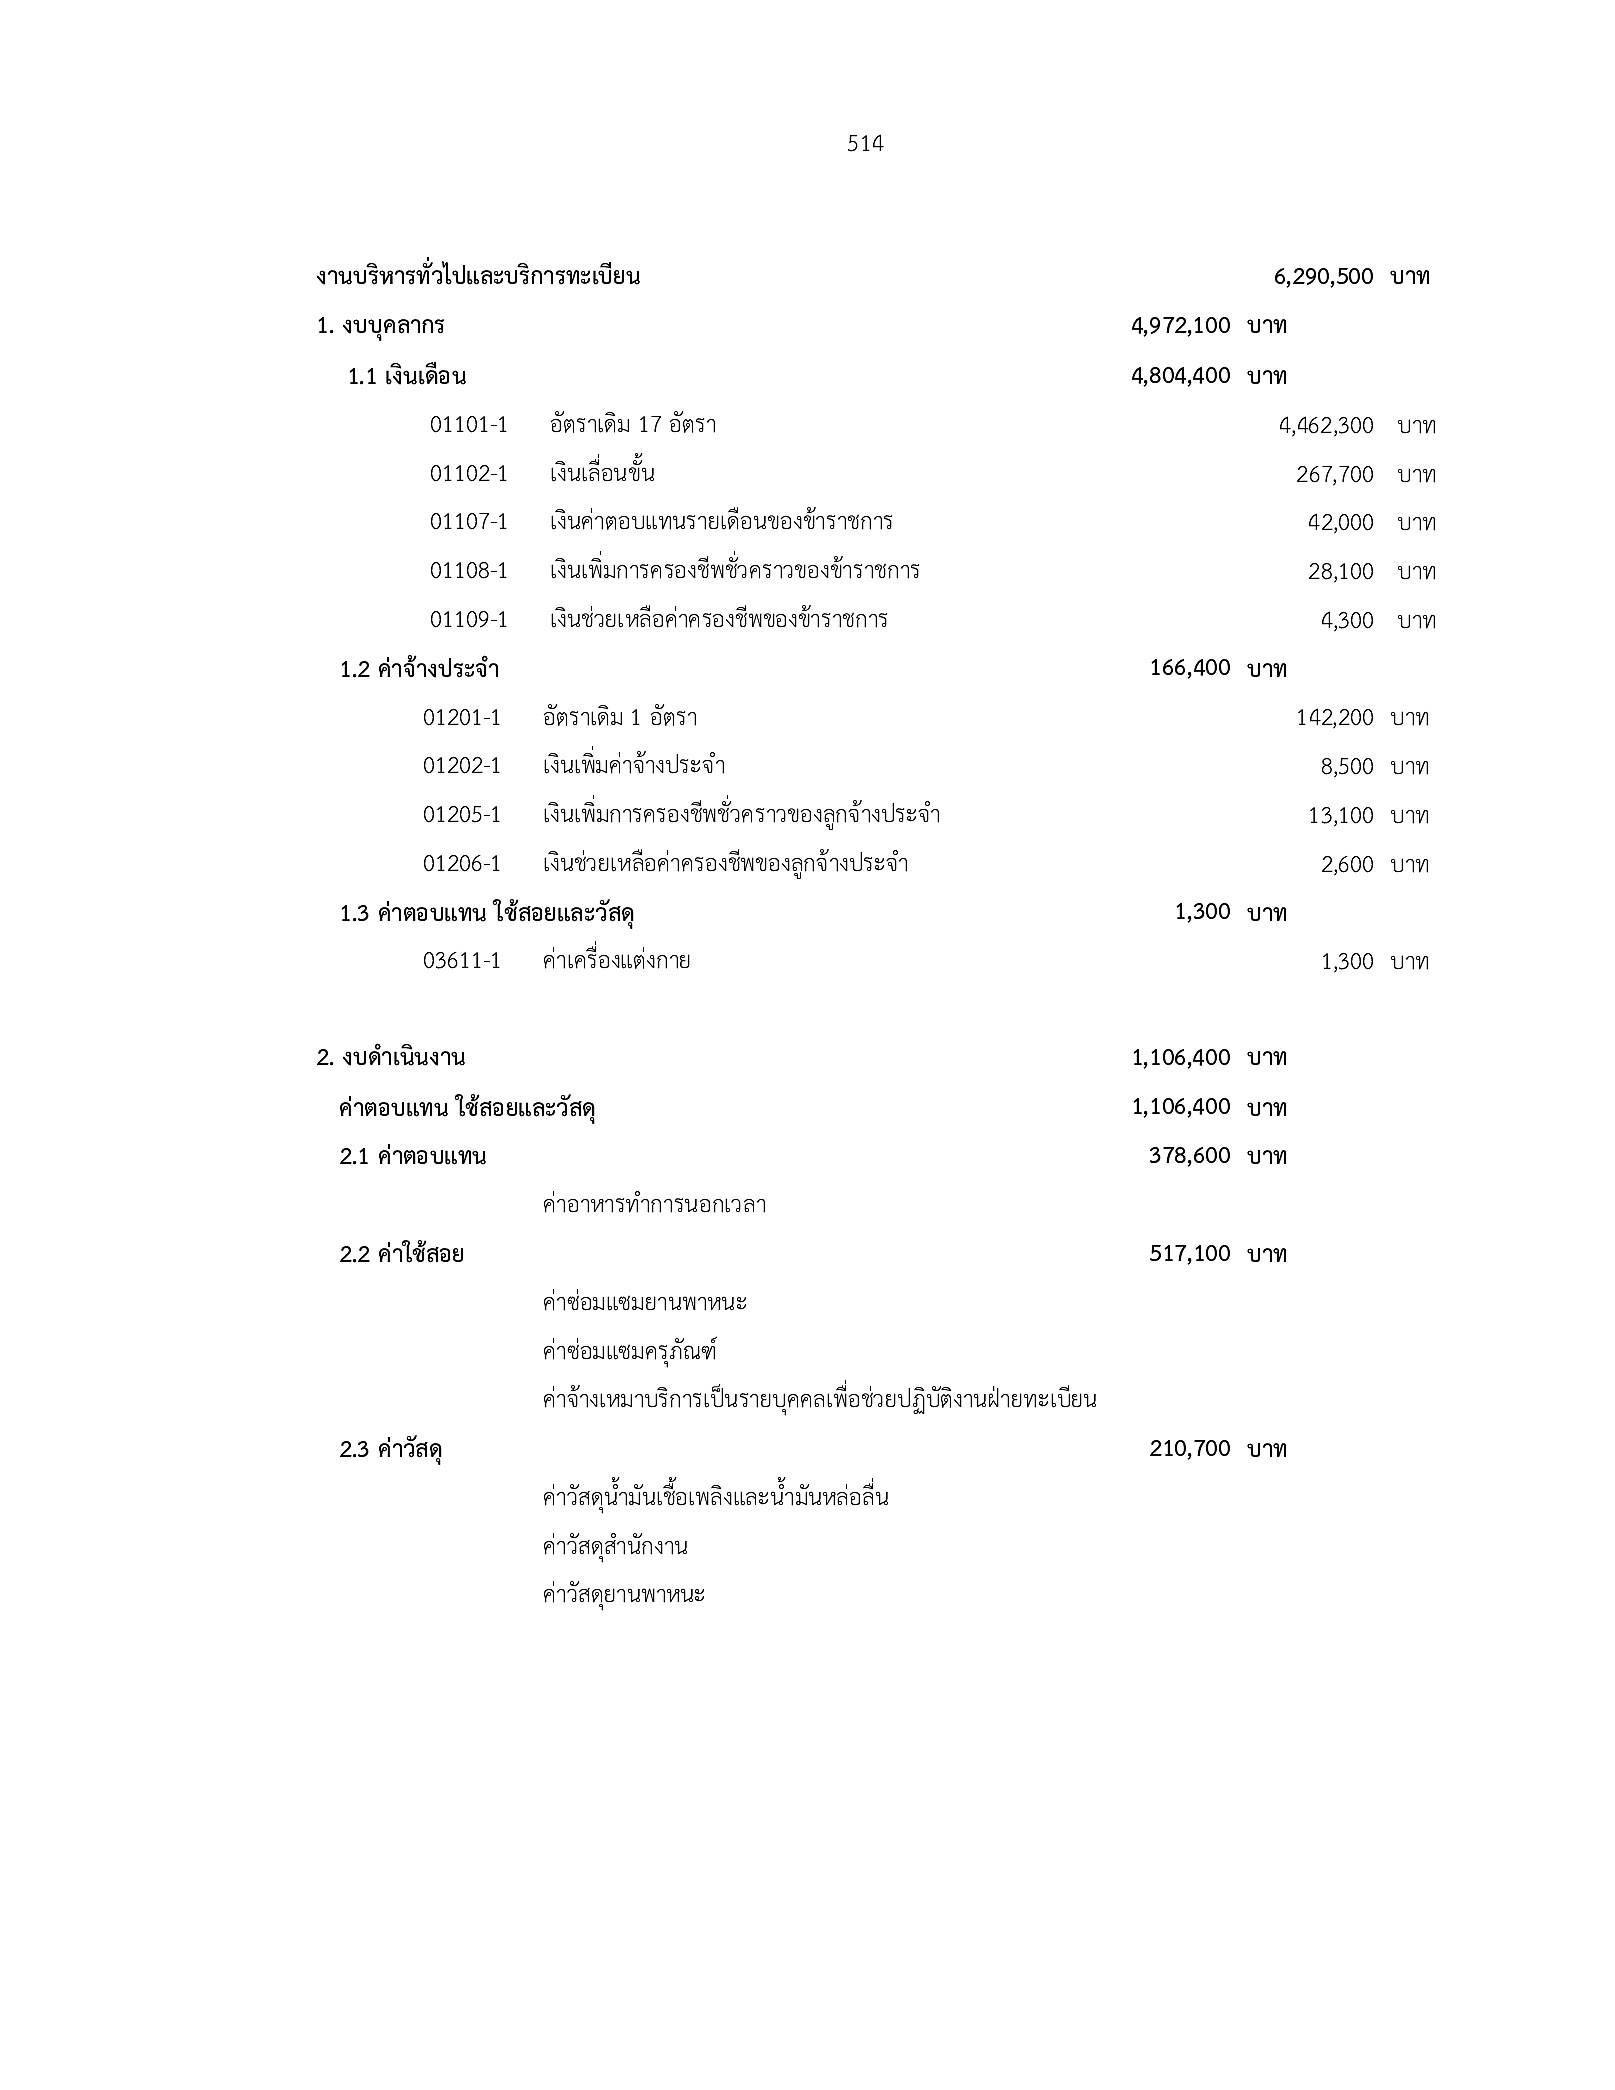 514
งานบริหารทั่วไปและบริการทะเบียน 6,290,500 บาท
1. งบบุคลากร 4,972,100 บาท
1.1 เงินเดือน 4,804,400 บาท
01101-1 อัตราเดิม 17 อัตรา 4,462,300 บาท
01102-1 เงินเลื่อนขั้น 267,700 บาท
01107-1 เงินค่าตอบแทนรายเดือนของข้าราชการ 42,000 บาท
01108-1 เงินเพิ่มการครองชีพชั่วคราวของข้าราชการ 28,100 บาท
01109-1 เงินช่วยเหลือค่าครองชีพของข้าราชการ 4,300 บาท
1.2 ค่าจ้างประจำ 166,400 บาท
01201-1 อัตราเดิม 1 อัตรา 142,200 บาท
01202-1 เงินเพิ่มค่าจ้างประจำ 8,500 บาท
01205-1 เงินเพิ่มการครองชีพชั่วคราวของลูกจ้างประจำ 13,100 บาท
01206-1 เงินช่วยเหลือค่าครองชีพของลูกจ้างประจำ 2,600 บาท
1.3 ค่าตอบแทน ใช้สอยและวัสดุ 1,300 บาท
03611-1 ค่าเครื่องแต่งกาย 1,300 บาท
2. งบดำเนินงาน 1,106,400 บาท
ค่าตอบแทน ใช้สอยและวัสดุ 1,106,400 บาท
2.1 ค่าตอบแทน 378,600 บาท
ค่าอาหารทำการนอกเวลา
2.2 ค่าใช้สอย 517,100 บาท
ค่าซ่อมแซมยานพาหนะ
ค่าซ่อมแซมครุภัณฑ์
ค่าจ้างเหมาบริการเป็นรายบุคคลเพื่อช่วยปฏิบัติงานฝ่ายทะเบียน
2.3 ค่าวัสดุ 210,700 บาท
ค่าวัสดุน้ำมันเชื้อเพลิงและน้ำมันหล่อลื่น
ค่าวัสดุสำนักงาน
ค่าวัสดุยานพาหนะ